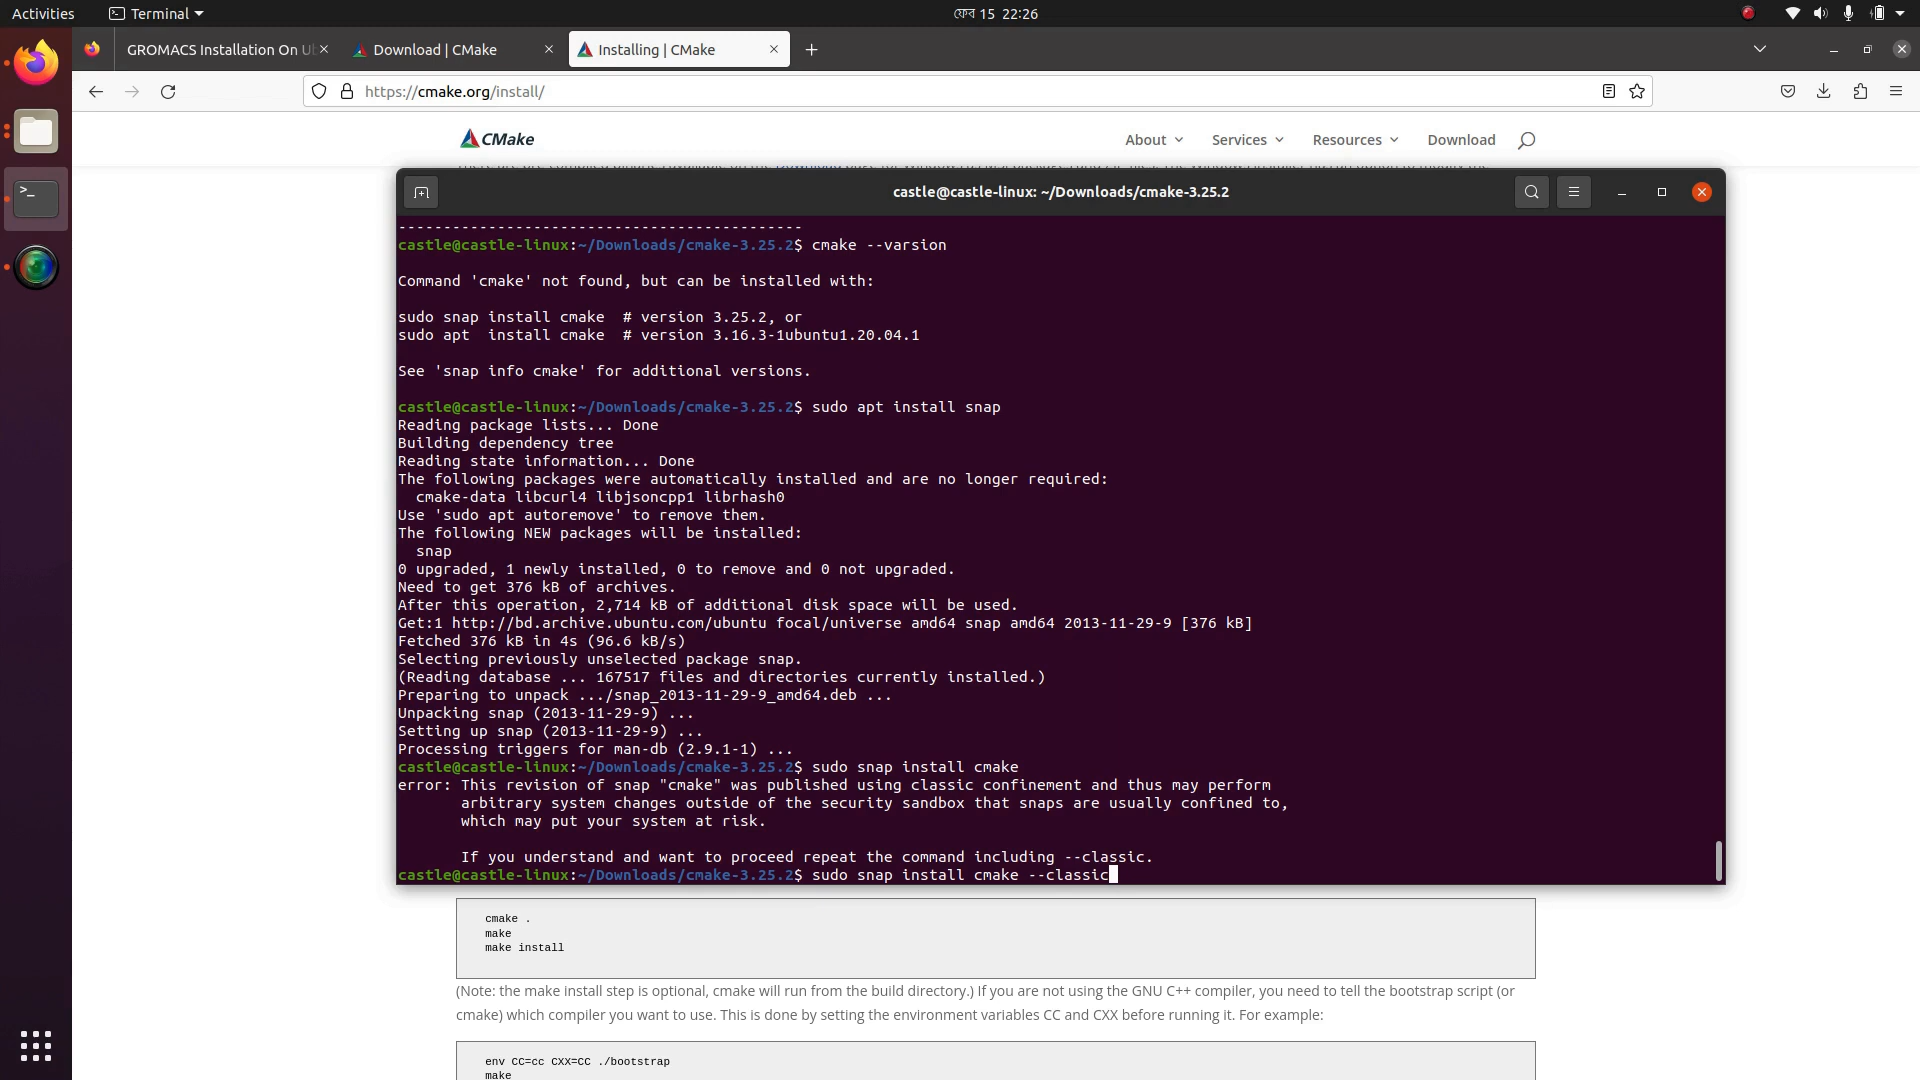 Activities
Terminal
ফেব 15 22:26
GROMACS Installation On U
Download | CMake
Installing | CMake
https://cmake.org/install/
CMake
About
Services
Resources
Download
castle@castle-linux: ~/Downloads/cmake-3.25.2
---------------------------------------------
castle@castle-linux:~/Downloads/cmake-3.25.2$ cmake --varsion
Command 'cmake' not found, but can be installed with:
sudo snap install cmake  # version 3.25.2, or
sudo apt  install cmake  # version 3.16.3-1ubuntu1.20.04.1
See 'snap info cmake' for additional versions.
castle@castle-linux:~/Downloads/cmake-3.25.2$ sudo apt install snap
Reading package lists... Done
Building dependency tree
Reading state information... Done
The following packages were automatically installed and are no longer required:
cmake-data libcurl4 libjsoncpp1 librhash0
Use 'sudo apt autoremove' to remove them.
The following NEW packages will be installed:
snap
0 upgraded, 1 newly installed, 0 to remove and 0 not upgraded.
Need to get 376 kB of archives.
After this operation, 2,714 kB of additional disk space will be used.
Get:1 http://bd.archive.ubuntu.com/ubuntu focal/universe amd64 snap amd64 2013-11-29-9 [376 kB]
Fetched 376 kB in 4s (96.6 kB/s)
Selecting previously unselected package snap.
(Reading database ... 167517 files and directories currently installed.)
Preparing to unpack .../snap_2013-11-29-9_amd64.deb ...
Unpacking snap (2013-11-29-9) ...
Setting up snap (2013-11-29-9) ...
Processing triggers for man-db (2.9.1-1) ...
castle@castle-linux:~/Downloads/cmake-3.25.2$ sudo snap install cmake
error: This revision of snap "cmake" was published using classic confinement and thus may perform
arbitrary system changes outside of the security sandbox that snaps are usually confined to,
which may put your system at risk.
If you understand and want to proceed repeat the command including --classic.
castle@castle-linux:~/Downloads/cmake-3.25.2$ sudo snap install cmake --classic
cmake .
make
make install
(Note: the make install step is optional, cmake will run from the build directory.) If you are not using the GNU C++ compiler, you need to tell the bootstrap script (or
cmake) which compiler you want to use. This is done by setting the environment variables CC and CXX before running it. For example:
env CC=cc CXX=CC ./bootstrap
make